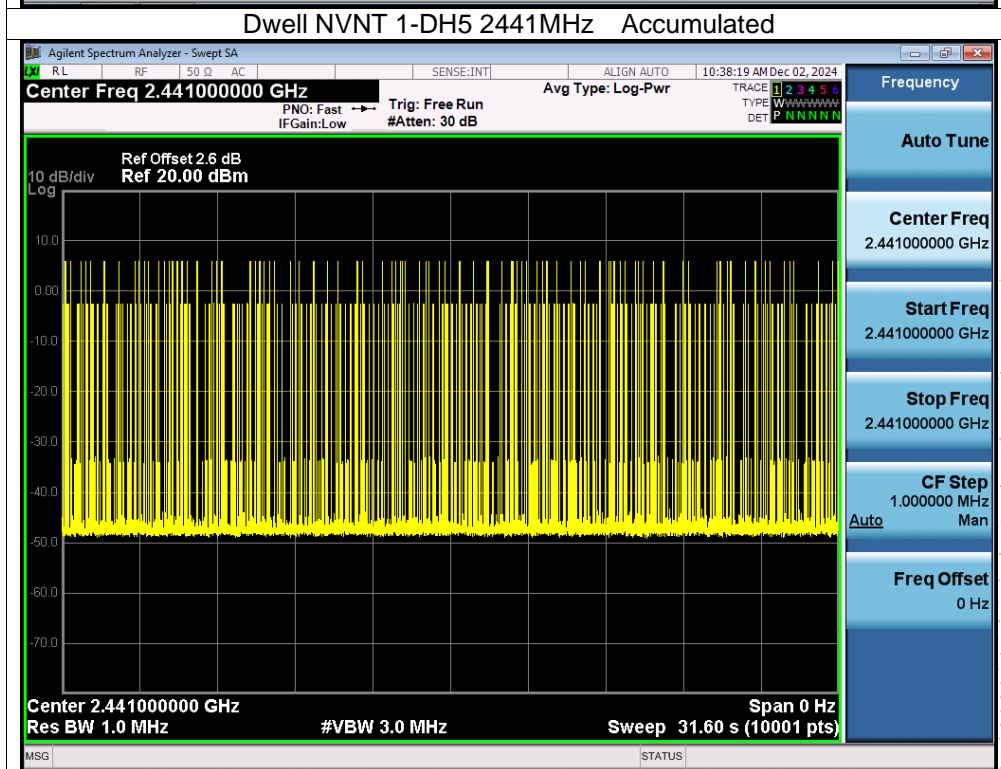 Dwell NVNT 1-DH5 2441MHz Accumulated
Agilent Spectrum Analyzer - Swept SA
LXI RL RF 50 Ω AC SENSE:INT ALIGN AUTO 10:38:19 AM Dec 02, 2024
Center Freq 2.441000000 GHz
PNO: Fast
IFGain:Low
Trig: Free Run
#Atten: 30 dB
Avg Type: Log-Pwr
TRACE 1 2 3 4 5 6
TYPE WWWWWW
DET P N N N N N
Frequency
Auto Tune
Center Freq
2.441000000 GHz
Start Freq
2.441000000 GHz
Stop Freq
2.441000000 GHz
CF Step
1.000000 MHz
Auto Man
Freq Offset
0 Hz
Ref Offset 2.6 dB
10 dB/div Ref 20.00 dBm
Log
10.0
0.00
-10.0
-20.0
-30.0
-40.0
-50.0
-60.0
-70.0
Center 2.441000000 GHz Span 0 Hz
Res BW 1.0 MHz #VBW 3.0 MHz Sweep 31.60 s (10001 pts)
MSG STATUS